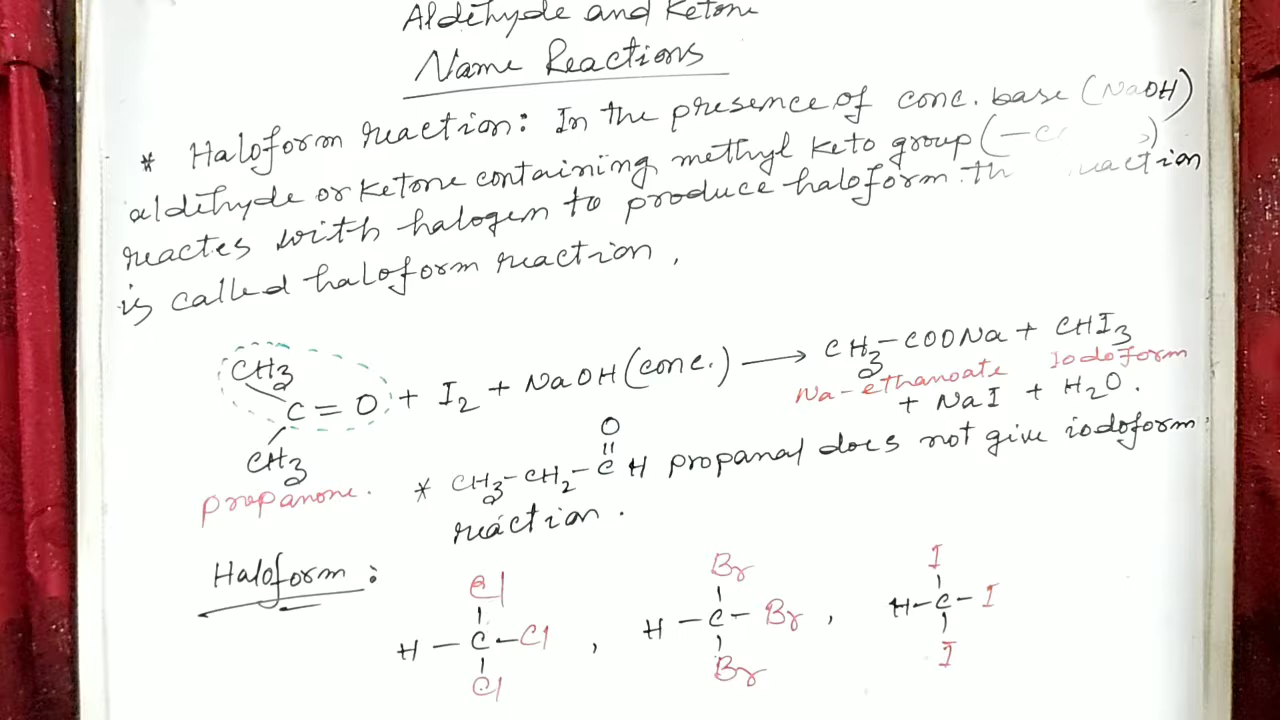 Aldehyde and Ketone
Name Reactions
* Haloform reaction: In the presence of conc. base (NaOH)
aldehyde or Ketone containing methyl keto group (—C )
reactes with halogen to produce haloform. th
is called haloform reaction,
CH3
C = O + I2 + NaOH (conc.) ⟶ CH3-COONa + CHI3
Na-ethanoate Iodoform
+ NaI + H2O.
CH3
propanone.
O
* CH3-CH2-C H propanal does not give iodoform
reaction.
Haloform:
Cl
H — C — Cl ,
Cl
Br
H — C — Br ,
Br
I
H — C — I
I